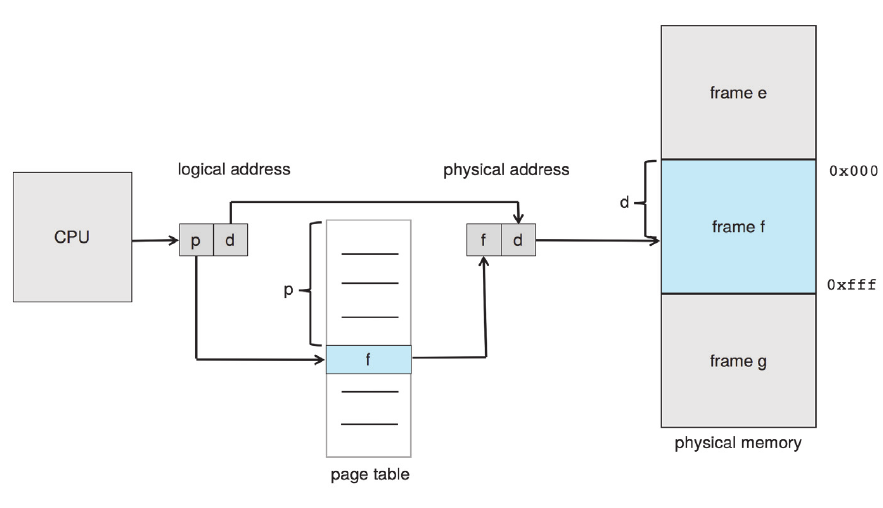 frame e
logical address
physical address
0x000
CPU
p
d
f
d
d
frame f
p
0xfff
f
frame g
physical memory
page table